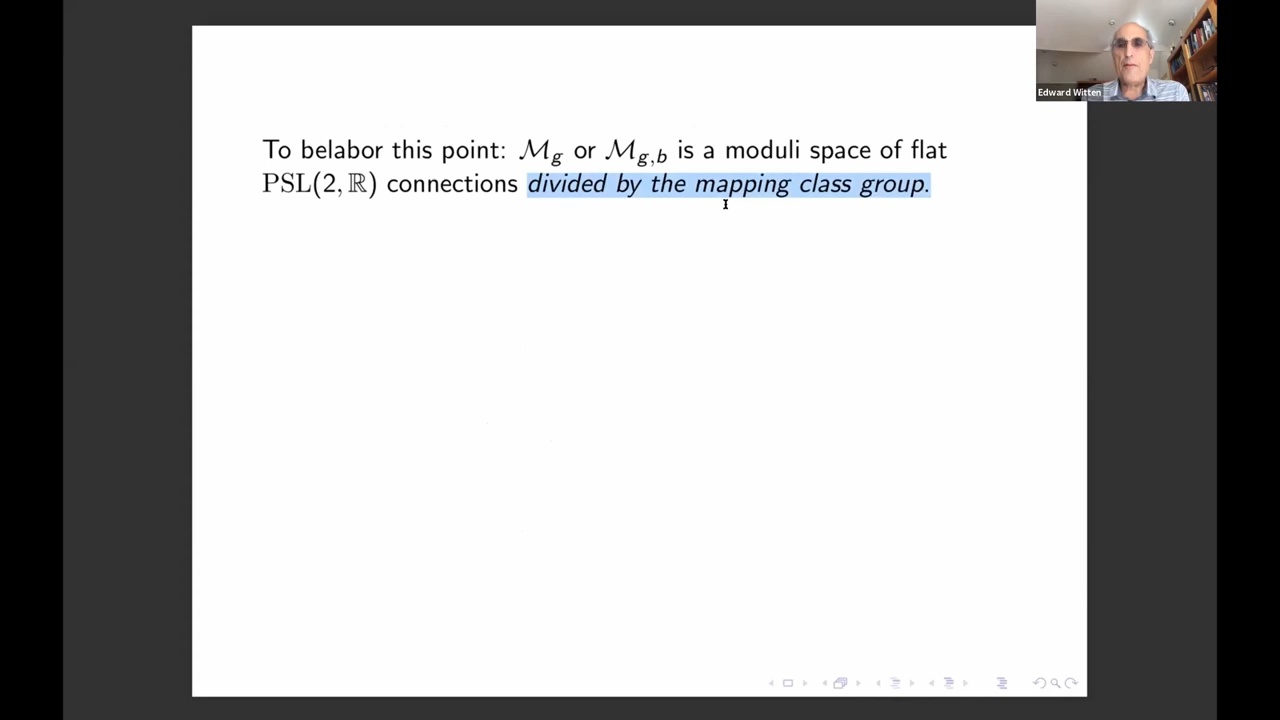 Edward Witten
To belabor this point: ℳ_g or ℳ_{g,b} is a moduli space of flat
PSL(2, ℝ) connections divided by the mapping class group.